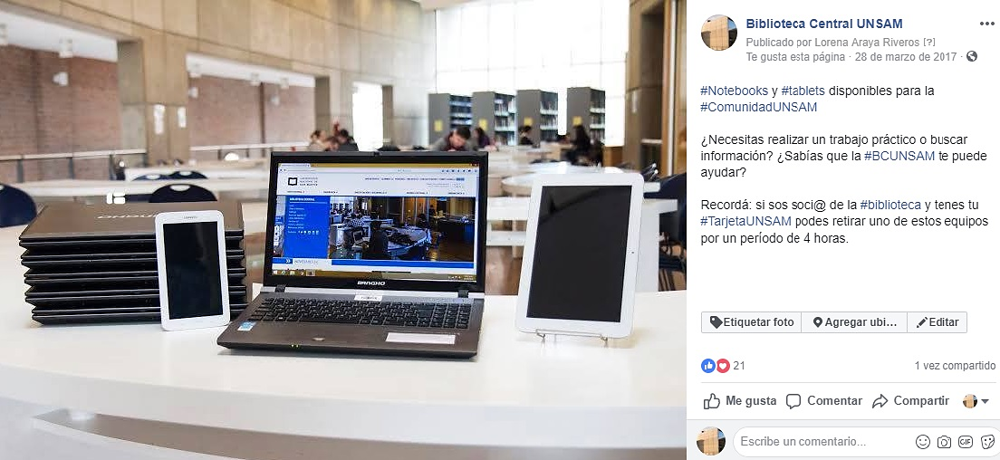 BANGHO
Biblioteca Central UNSAM
Publicado por Lorena Araya Riveros [?]
Te gusta esta página · 28 de marzo de 2017 ·
#Notebooks y #tablets disponibles para la
#ComunidadUNSAM
¿Necesitas realizar un trabajo práctico o buscar
información? ¿Sabías que la #BCUNSAM te puede
ayudar?
Recordá: si sos soci@ de la #biblioteca y tenes tu
#TarjetaUNSAM podes retirar uno de estos equipos
por un período de 4 horas.
Etiquetar foto
Agregar ubi...
Editar
21
1 vez compartido
Me gusta
Comentar
Compartir
Escribe un comentario...
GIF